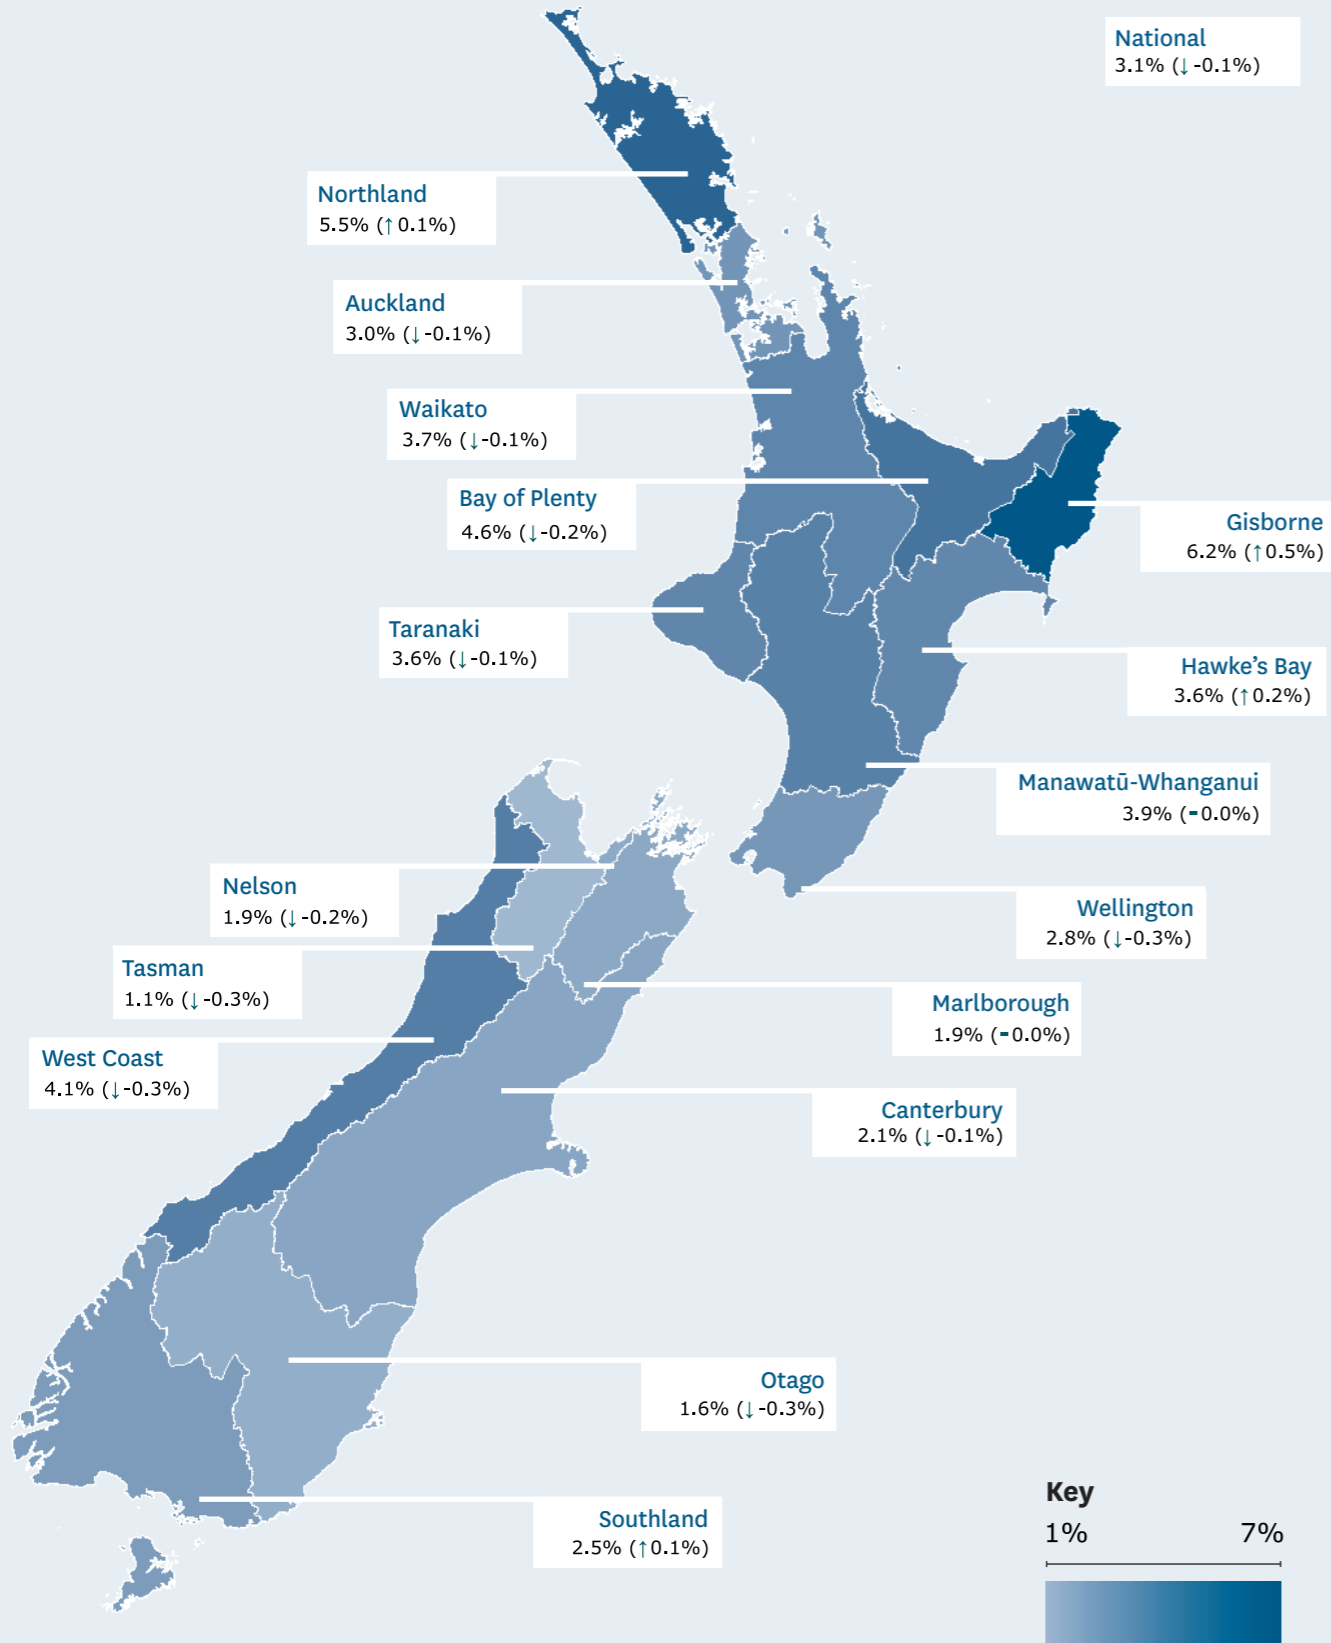 National
3.1% (↓ -0.1%)
Northland
5.5% (↑ 0.1%)
Auckland
3.0% (↓ -0.1%)
Waikato
3.7% (↓ -0.1%)
Bay of Plenty
4.6% (↓ -0.2%)
Gisborne
6.2% (↑ 0.5%)
Taranaki
3.6% (↓ -0.1%)
Hawke’s Bay
3.6% (↑ 0.2%)
Manawatū-Whanganui
3.9% (- 0.0%)
Nelson
1.9% (↓ -0.2%)
Wellington
2.8% (↓ -0.3%)
Tasman
1.1% (↓ -0.3%)
Marlborough
1.9% (- 0.0%)
West Coast
4.1% (↓ -0.3%)
Canterbury
2.1% (↓ -0.1%)
Otago
1.6% (↓ -0.3%)
Southland
2.5% (↑ 0.1%)
Key
1% 7%